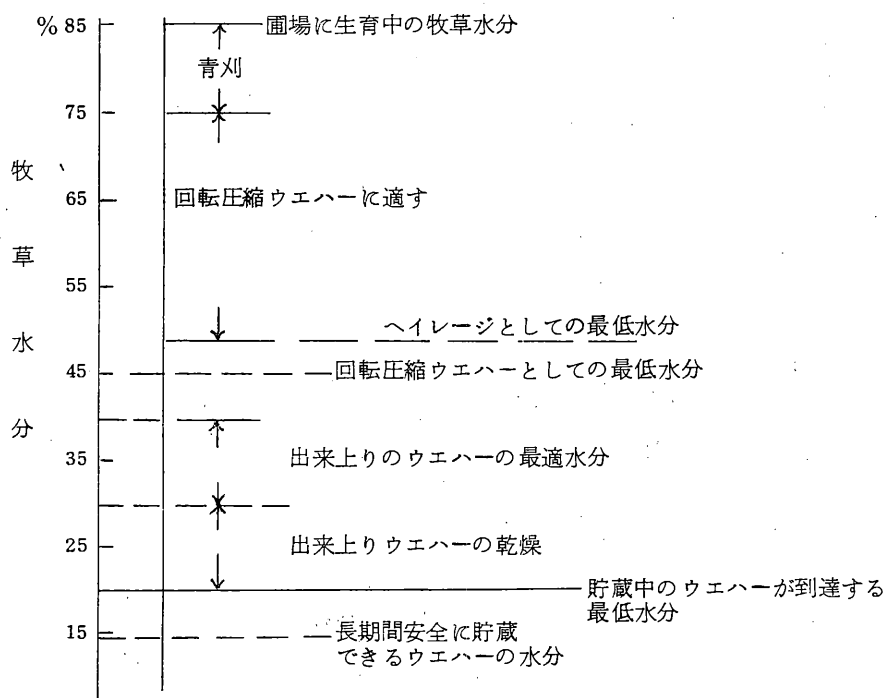 % 85
圃場に生育中の牧草水分
青刈
75
回転圧縮ウエハーに適す
65
55
ヘイレージとしての最低水分
45
回転圧縮ウエハーとしての最低水分
出来上りのウエハーの最適水分
35
出来上りウエハーの乾燥
25
貯蔵中のウエハーが到達する
最低水分
15
長期間安全に貯蔵
できるウエハーの水分
牧草水分